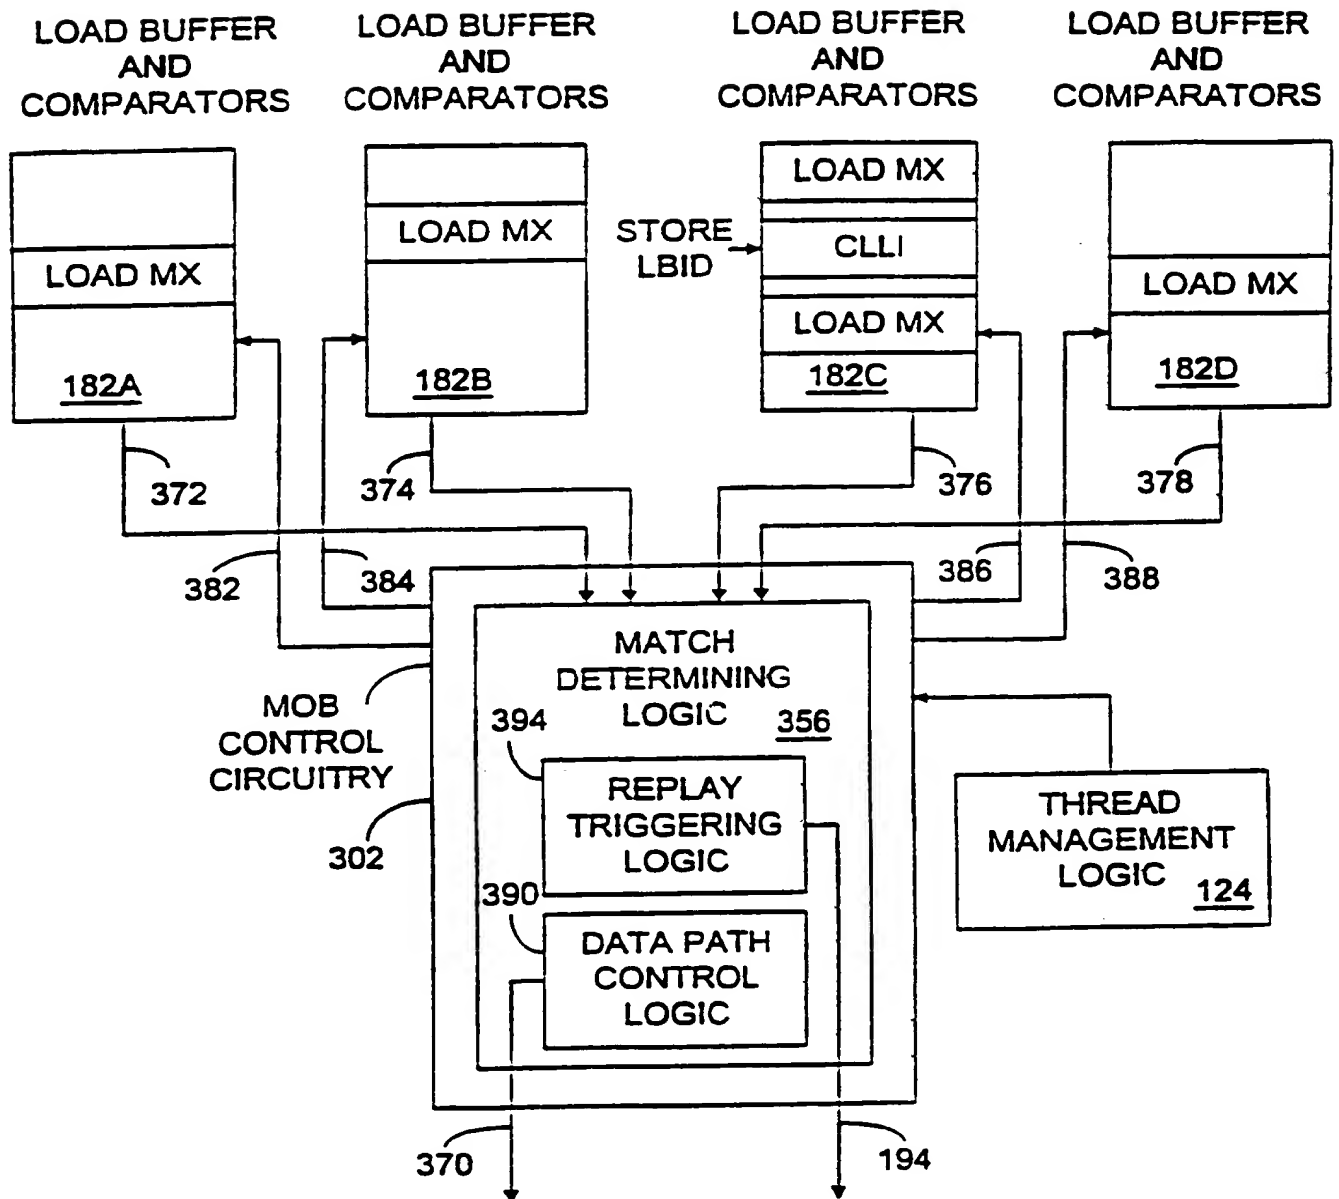 LOAD BUFFER
AND
COMPARATORS
LOAD BUFFER
AND
COMPARATORS
LOAD BUFFER
AND
COMPARATORS
LOAD BUFFER
AND
COMPARATORS
LOAD MX
182A
LOAD MX
182B
STORE
LBID
LOAD MX
CLLI
LOAD MX
182C
LOAD MX
182D
372
374
376
378
382
384
386
388
MATCH
DETERMINING
LOGIC
356
MOB
CONTROL
CIRCUITRY
302
394
REPLAY
TRIGGERING
LOGIC
390
DATA PATH
CONTROL
LOGIC
THREAD
MANAGEMENT
LOGIC
124
370
194